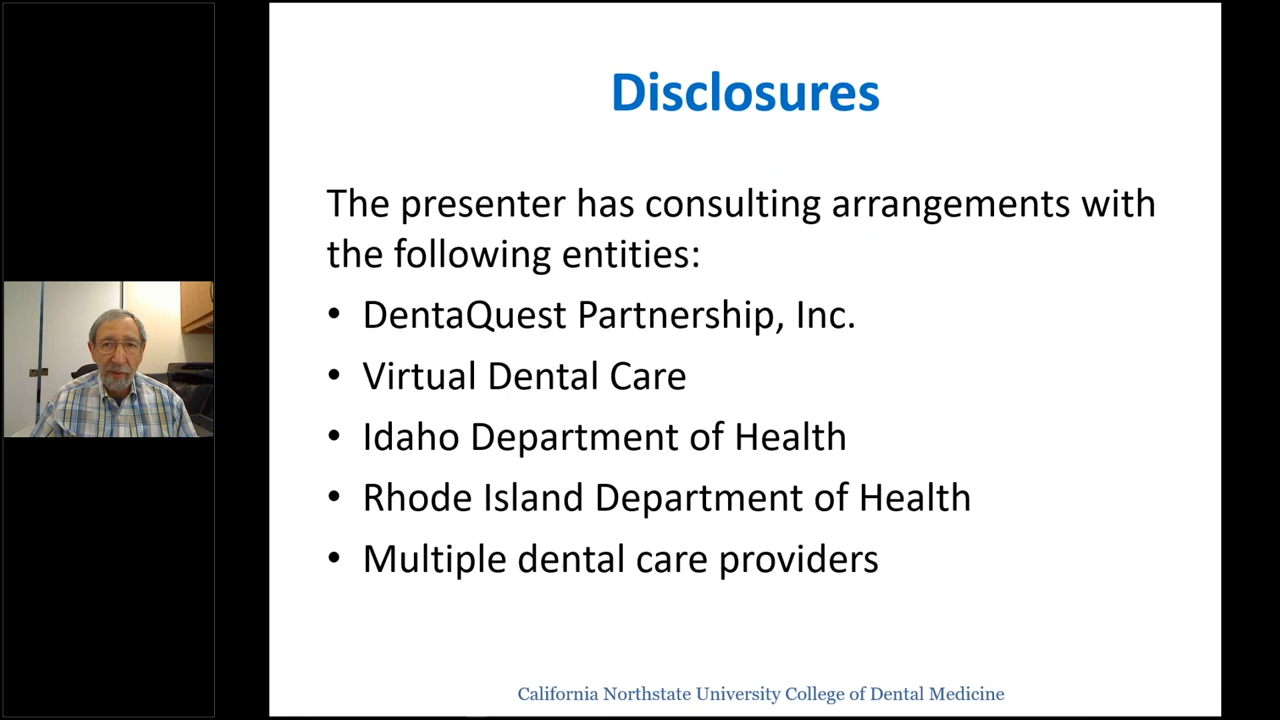 Disclosures
The presenter has consulting arrangements with
the following entities:
• DentaQuest Partnership, Inc.
• Virtual Dental Care
• Idaho Department of Health
• Rhode Island Department of Health
• Multiple dental care providers
California Northstate University College of Dental Medicine